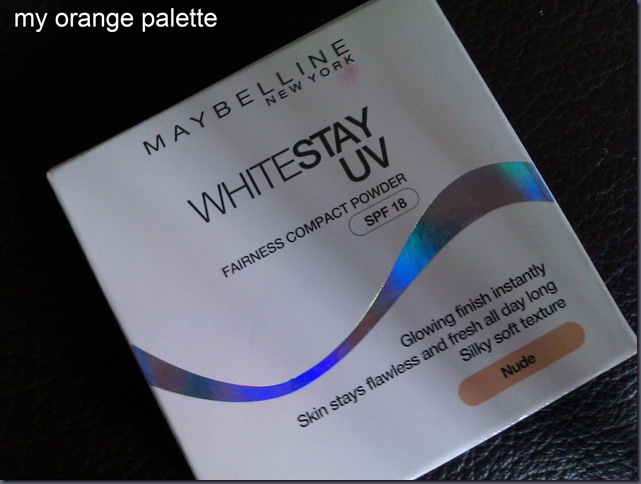 my orange palette
MAYBELLINE
NEW YORK
WHITESTAY
UV
FAIRNESS COMPACT POWDER
SPF 18
Glowing finish instantly
Skin stays flawless and fresh all day long
Silky soft texture
Nude